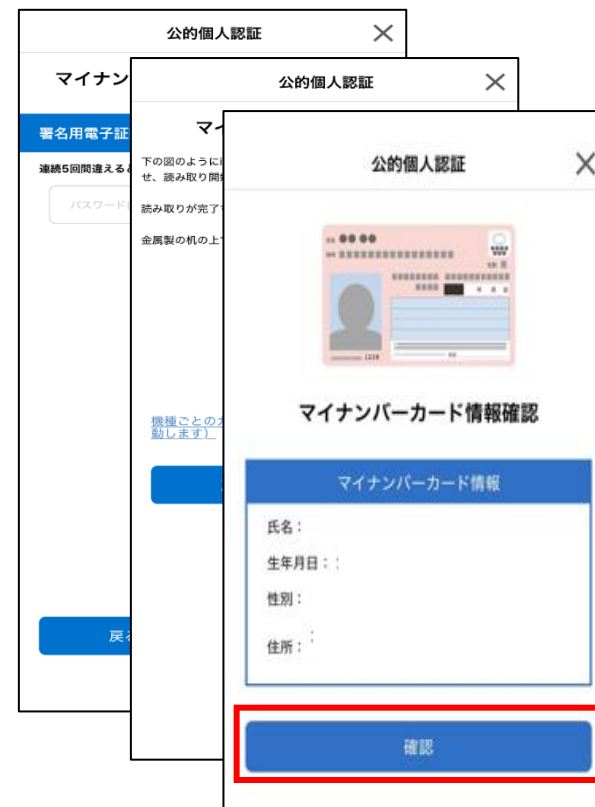 公的個人認証
マイナン
署名用電子証
連続5回間違えると
パスワード
戻る
公的個人認証
マイ
下の図のように
せ、読み取り開始
読み取りが完了
金属製の机の上
機種ごとの
動します）
公的個人認証
1234
マイナンバーカード情報確認
マイナンバーカード情報
氏名：
生年月日：
性別：
住所：
確認